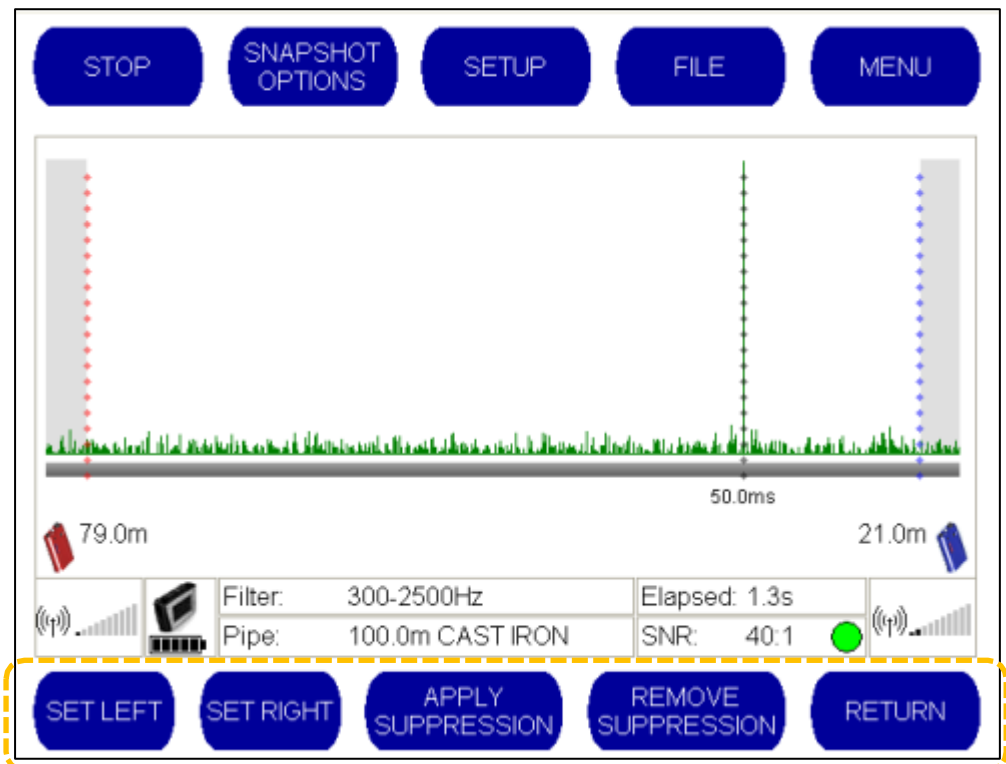 STOP
SNAPSHOT
OPTIONS
SETUP
FILE
MENU
50.0ms
79.0m
21.0m
Filter: 300-2500Hz
Elapsed: 1.3s
Pipe: 100.0m CAST IRON
SNR: 40:1
SET LEFT
SET RIGHT
APPLY
SUPPRESSION
REMOVE
SUPPRESSION
RETURN